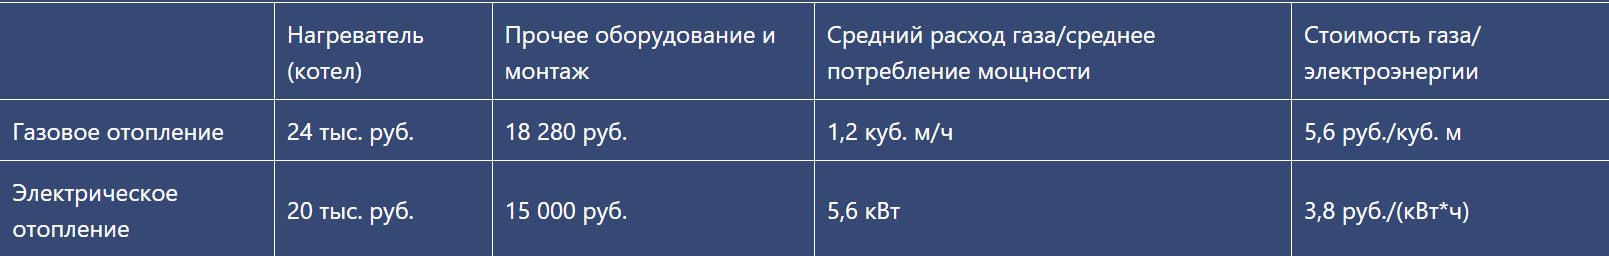 Нагреватель
(котел)
Прочее оборудование и
монтаж
Средний расход газа/среднее
потребление мощности
Стоимость газа/
электроэнергии
Газовое отопление
24 тыс. руб.
18 280 руб.
1,2 куб. м/ч
5,6 руб./куб. м
Электрическое
отопление
20 тыс. руб.
15 000 руб.
5,6 кВт
3,8 руб./(кВт*ч)